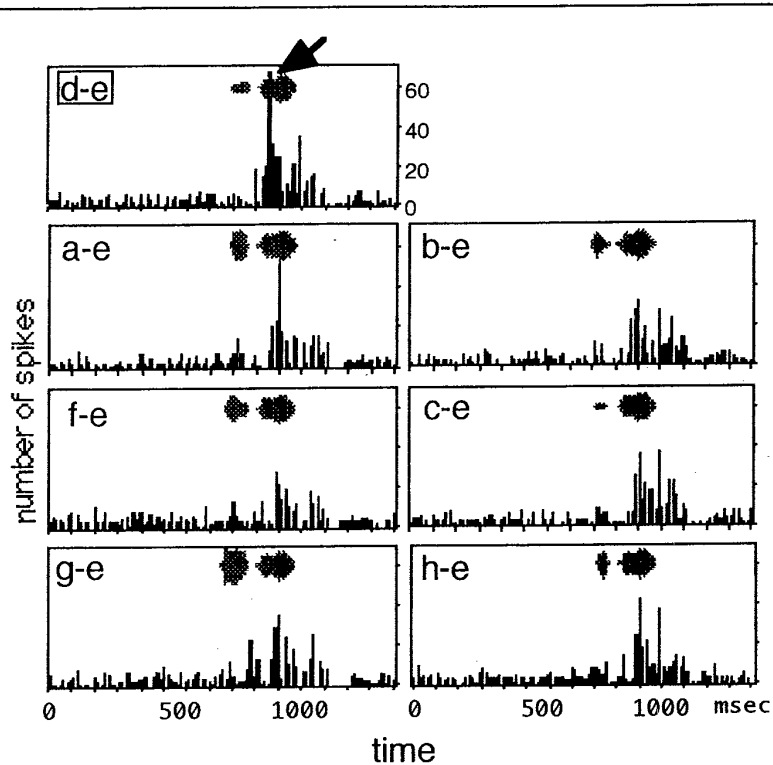 d-e
60
40
20
0
a-e
b-e
number of spikes
f-e
c-e
g-e
h-e
0 500 1000
0 500 1000 msec
time